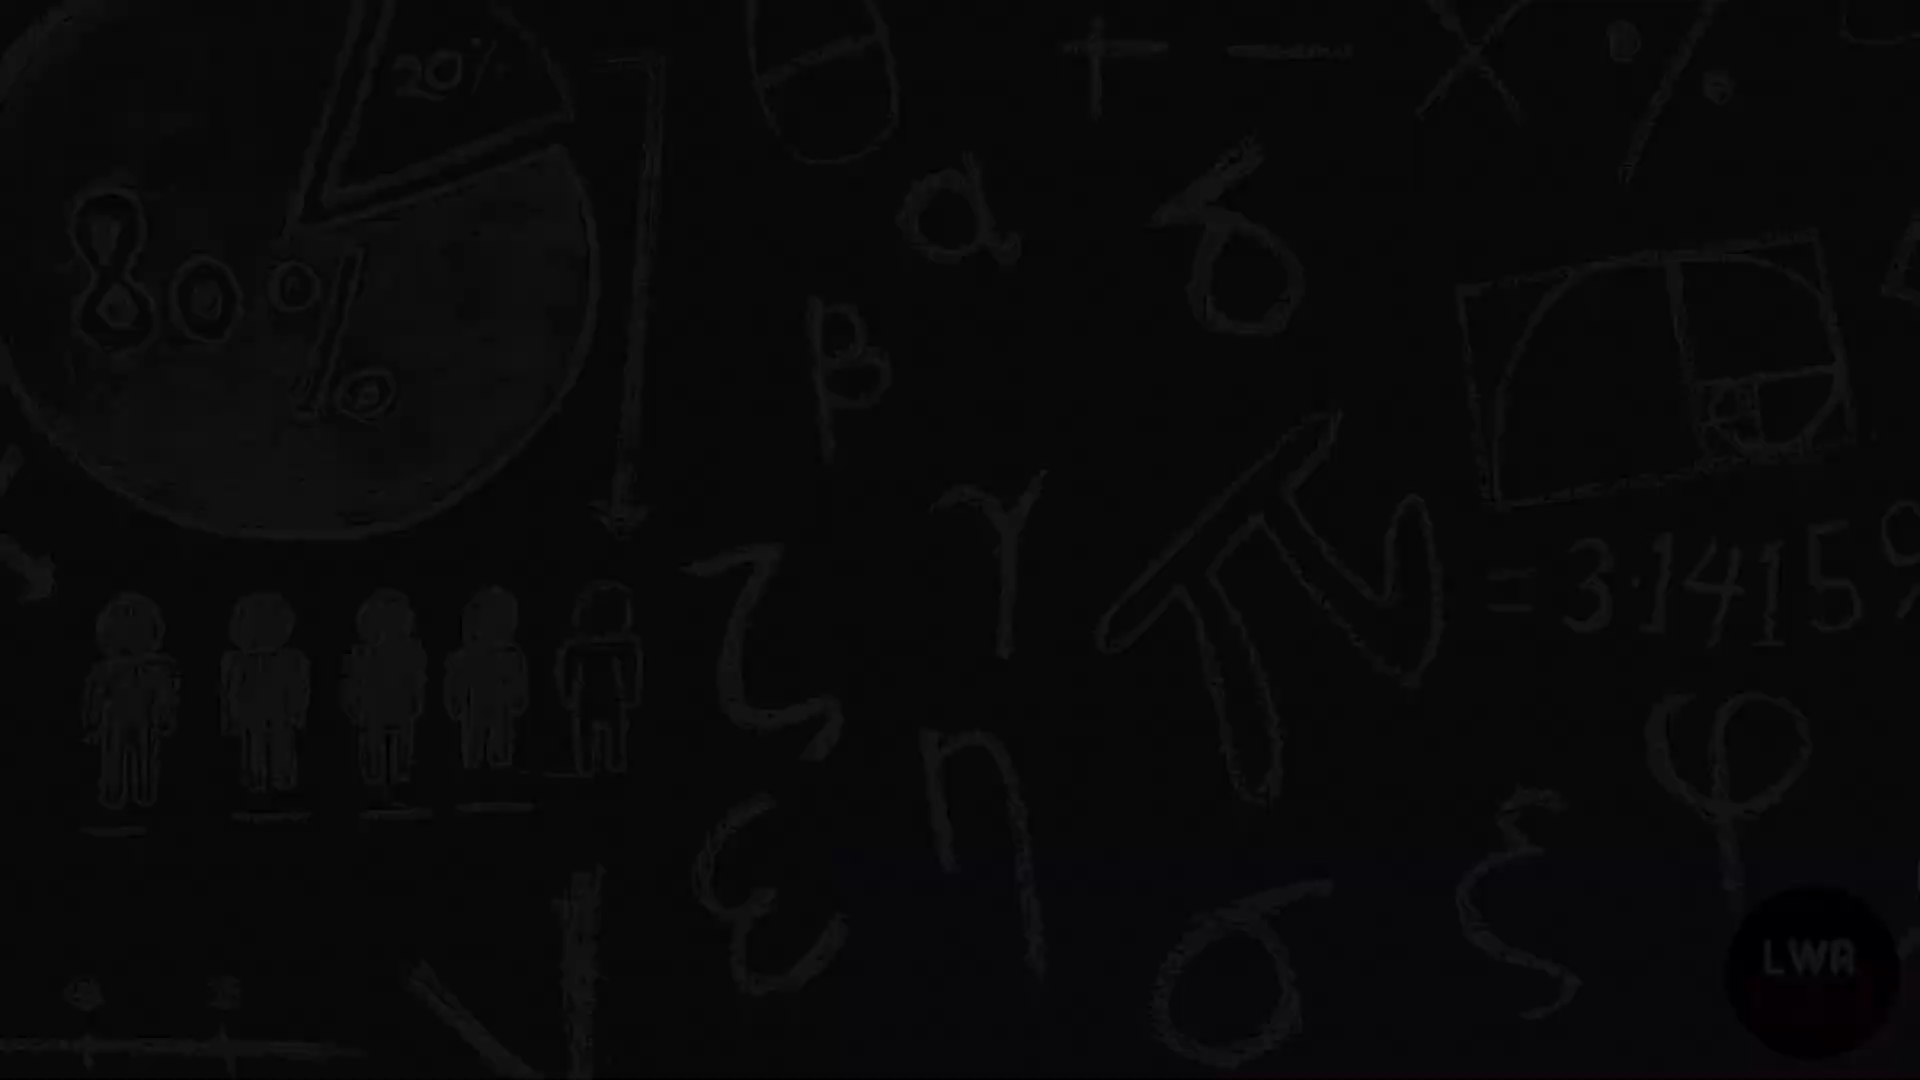 20%
θ + − × %
α δ
80%
β
γ
π = 3.1415
ζ
η φ
ε ξ
σ
LWR